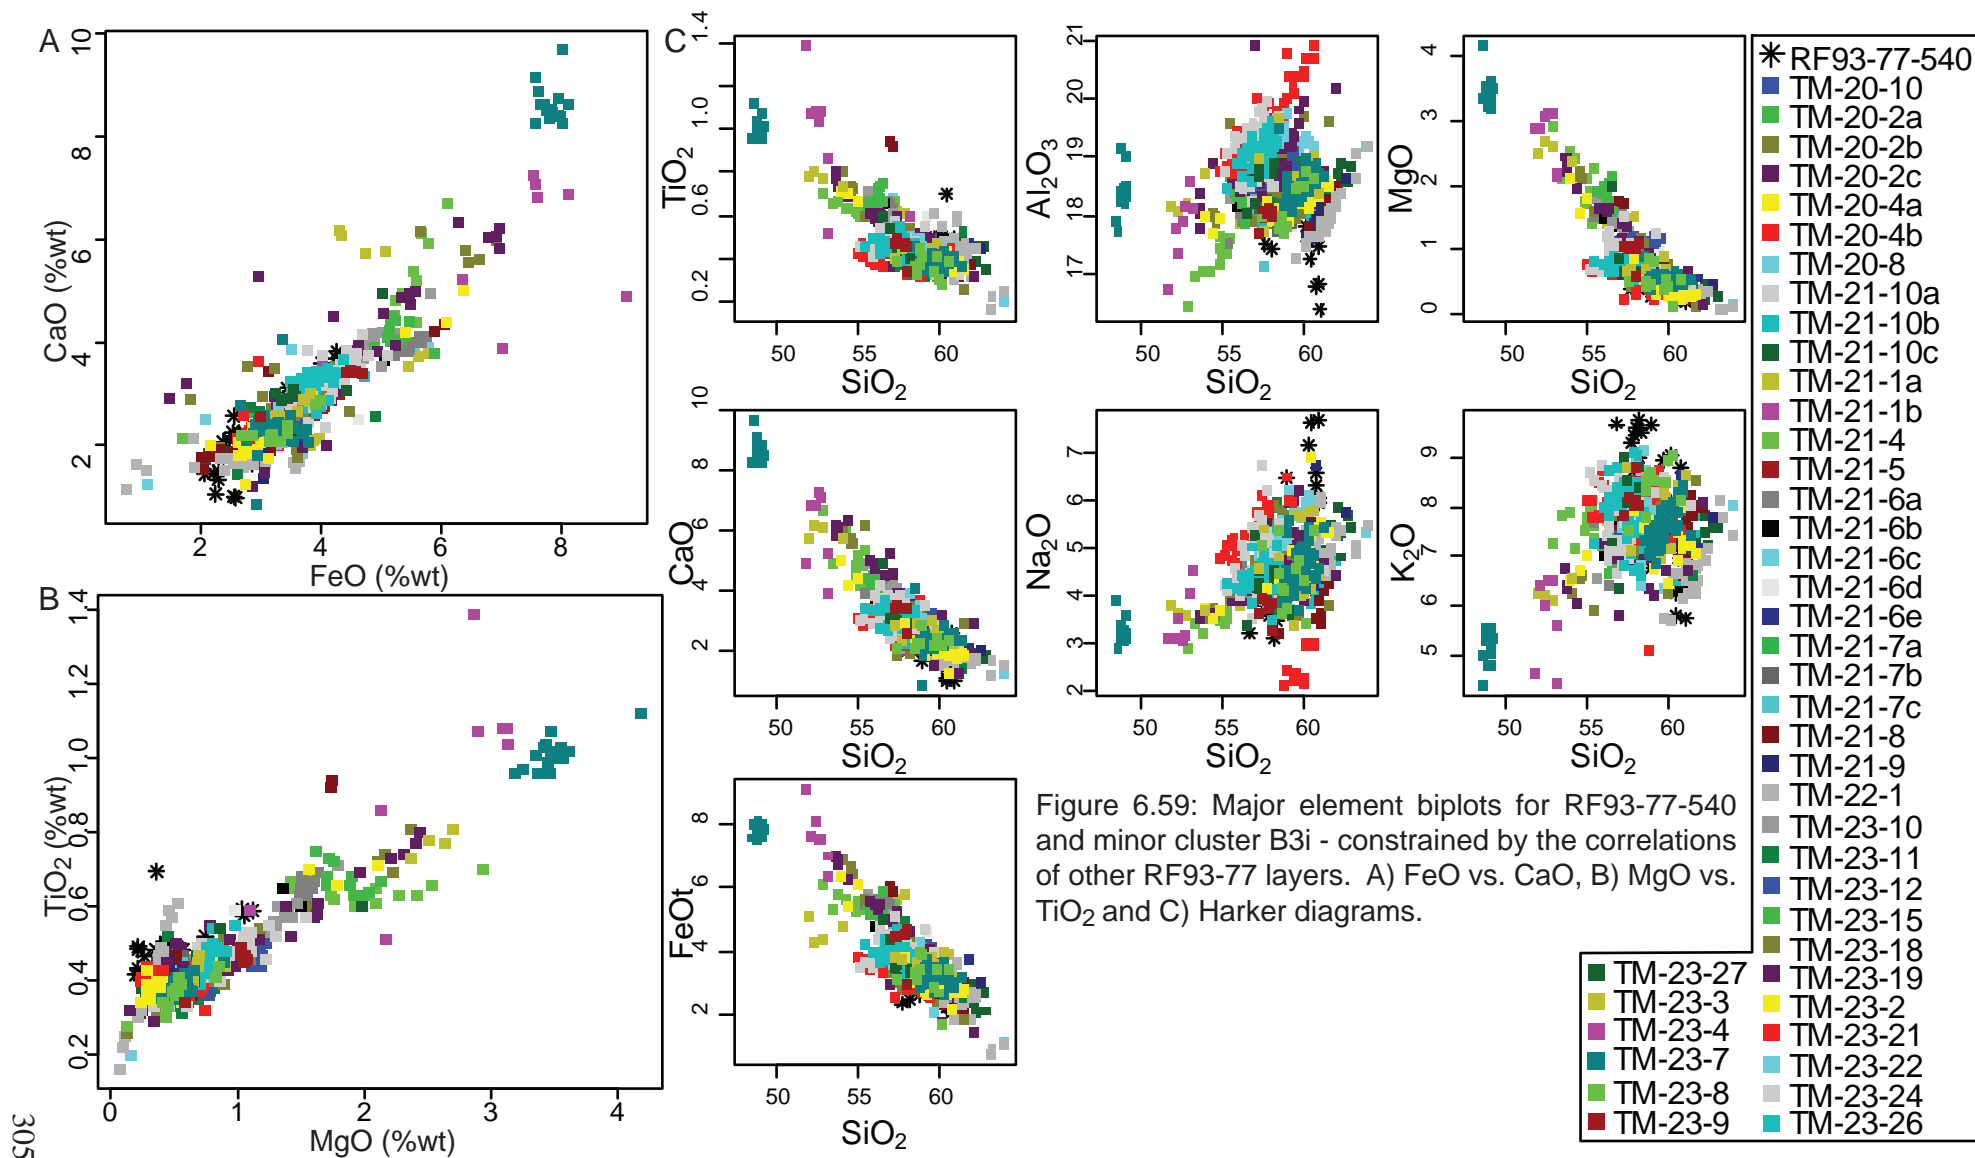 A
10
8
6
4
2
CaO (%wt)
2 4 6 8
FeO (%wt)
B
1.4
1.2
1.0
0.8
0.6
0.4
0.2
TiO2 (%wt)
0 1 2 3 4
MgO (%wt)
C
1.4
1.0
0.6
0.2
TiO2
50 55 60
SiO2
21
20
19
18
17
Al2O3
50 55 60
SiO2
4
3
2
1
0
MgO
50 55 60
SiO2
10
8
6
4
2
CaO
50 55 60
SiO2
7
6
5
4
3
2
Na2O
50 55 60
SiO2
9
8
7
6
5
K2O
50 55 60
SiO2
8
6
4
2
FeOt
50 55 60
SiO2
Figure 6.59: Major element biplots for RF93-77-540
and minor cluster B3i - constrained by the correlations
of other RF93-77 layers. A) FeO vs. CaO, B) MgO vs.
TiO2 and C) Harker diagrams.
RF93-77-540
TM-20-10
TM-20-2a
TM-20-2b
TM-20-2c
TM-20-4a
TM-20-4b
TM-20-8
TM-21-10a
TM-21-10b
TM-21-10c
TM-21-1a
TM-21-1b
TM-21-4
TM-21-5
TM-21-6a
TM-21-6b
TM-21-6c
TM-21-6d
TM-21-6e
TM-21-7a
TM-21-7b
TM-21-7c
TM-21-8
TM-21-9
TM-22-1
TM-23-10
TM-23-11
TM-23-12
TM-23-15
TM-23-18
TM-23-19
TM-23-2
TM-23-21
TM-23-22
TM-23-24
TM-23-26
TM-23-27
TM-23-3
TM-23-4
TM-23-7
TM-23-8
TM-23-9
305